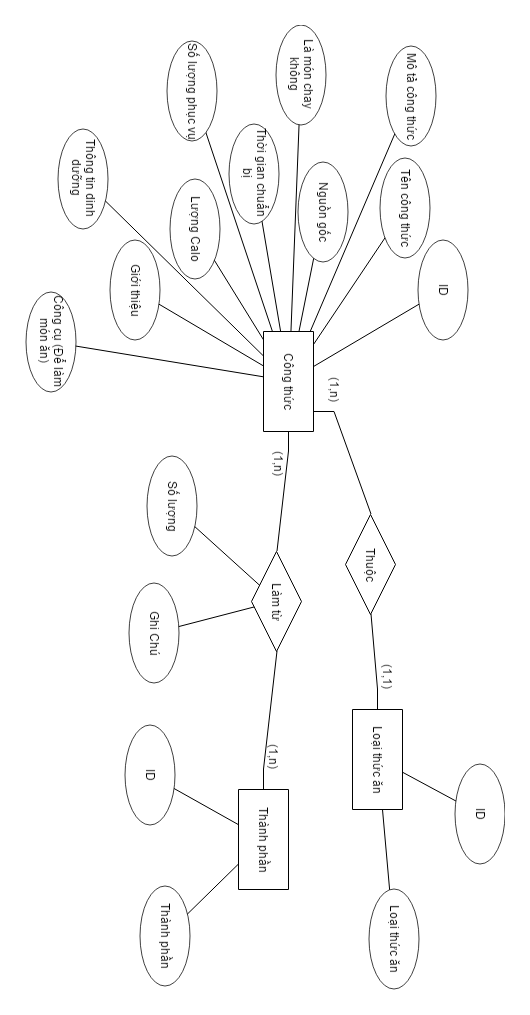 Mô tả công thức
Là món chay
không
Số lượng phục vụ
Thời gian chuẩn
bị
Thông tin dinh
dưỡng
Tên công thức
Nguồn gốc
Lượng Calo
ID
Giới thiệu
Công cụ (Để làm
món ăn)
Công thức
(1,n)
(1,n)
Số lượng
Thuộc
Làm từ
Ghi Chú
(1,1)
(1,n)
Loại thức ăn
ID
ID
Thành phần
Loại thức ăn
Thành phần